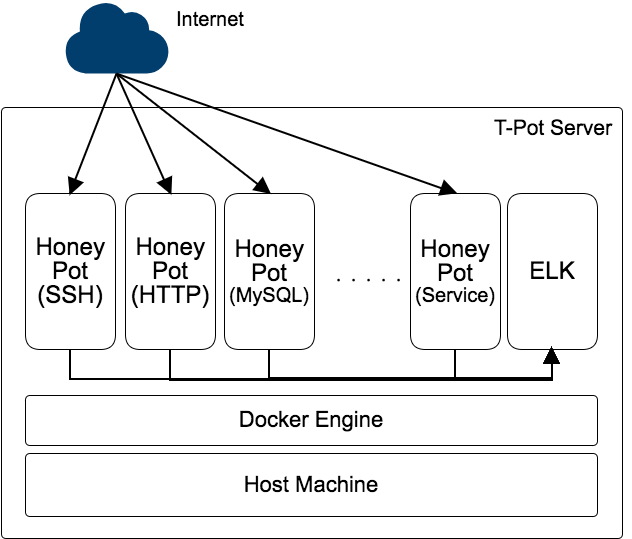 Internet
T-Pot Server
Honey
Pot
(SSH)
Honey
Pot
(HTTP)
Honey
Pot
(MySQL)
. . . . .
Honey
Pot
(Service)
ELK
Docker Engine
Host Machine